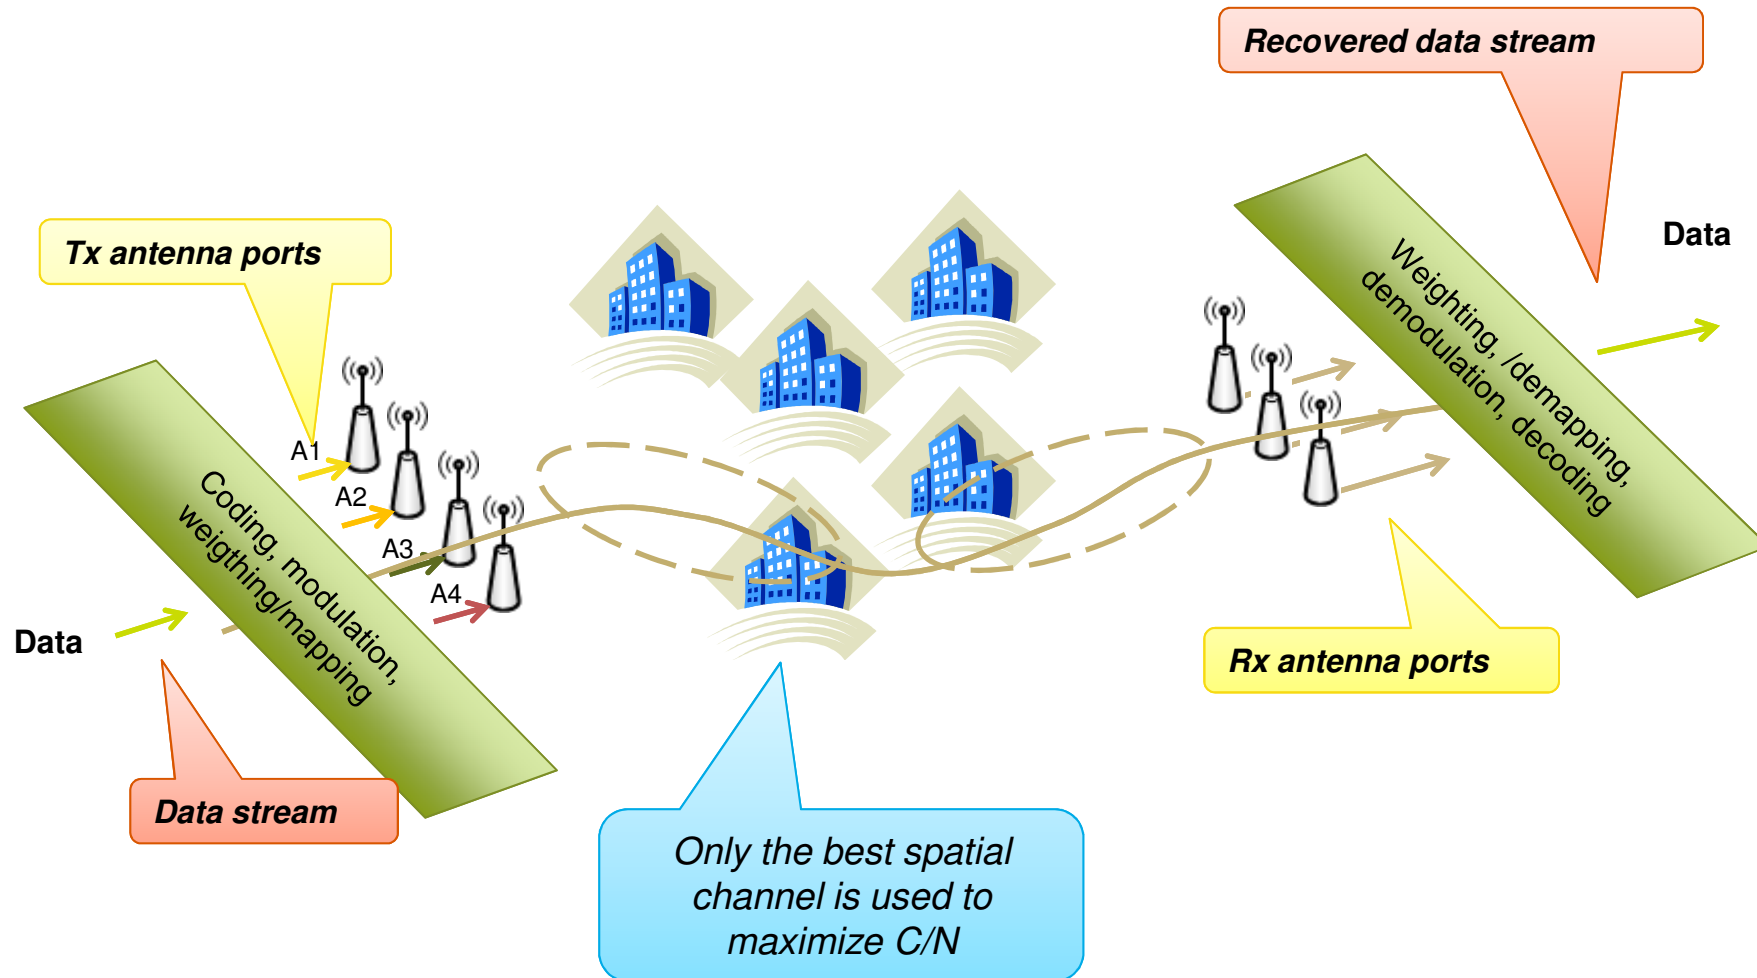 Recovered data stream
Tx antenna ports
Data
Weighting, /demapping,
demodulation, decoding
A1
A2
A3
A4
Coding, modulation,
weigthing/mapping
Data
Rx antenna ports
Data stream
Only the best spatial
channel is used to
maximize C/N